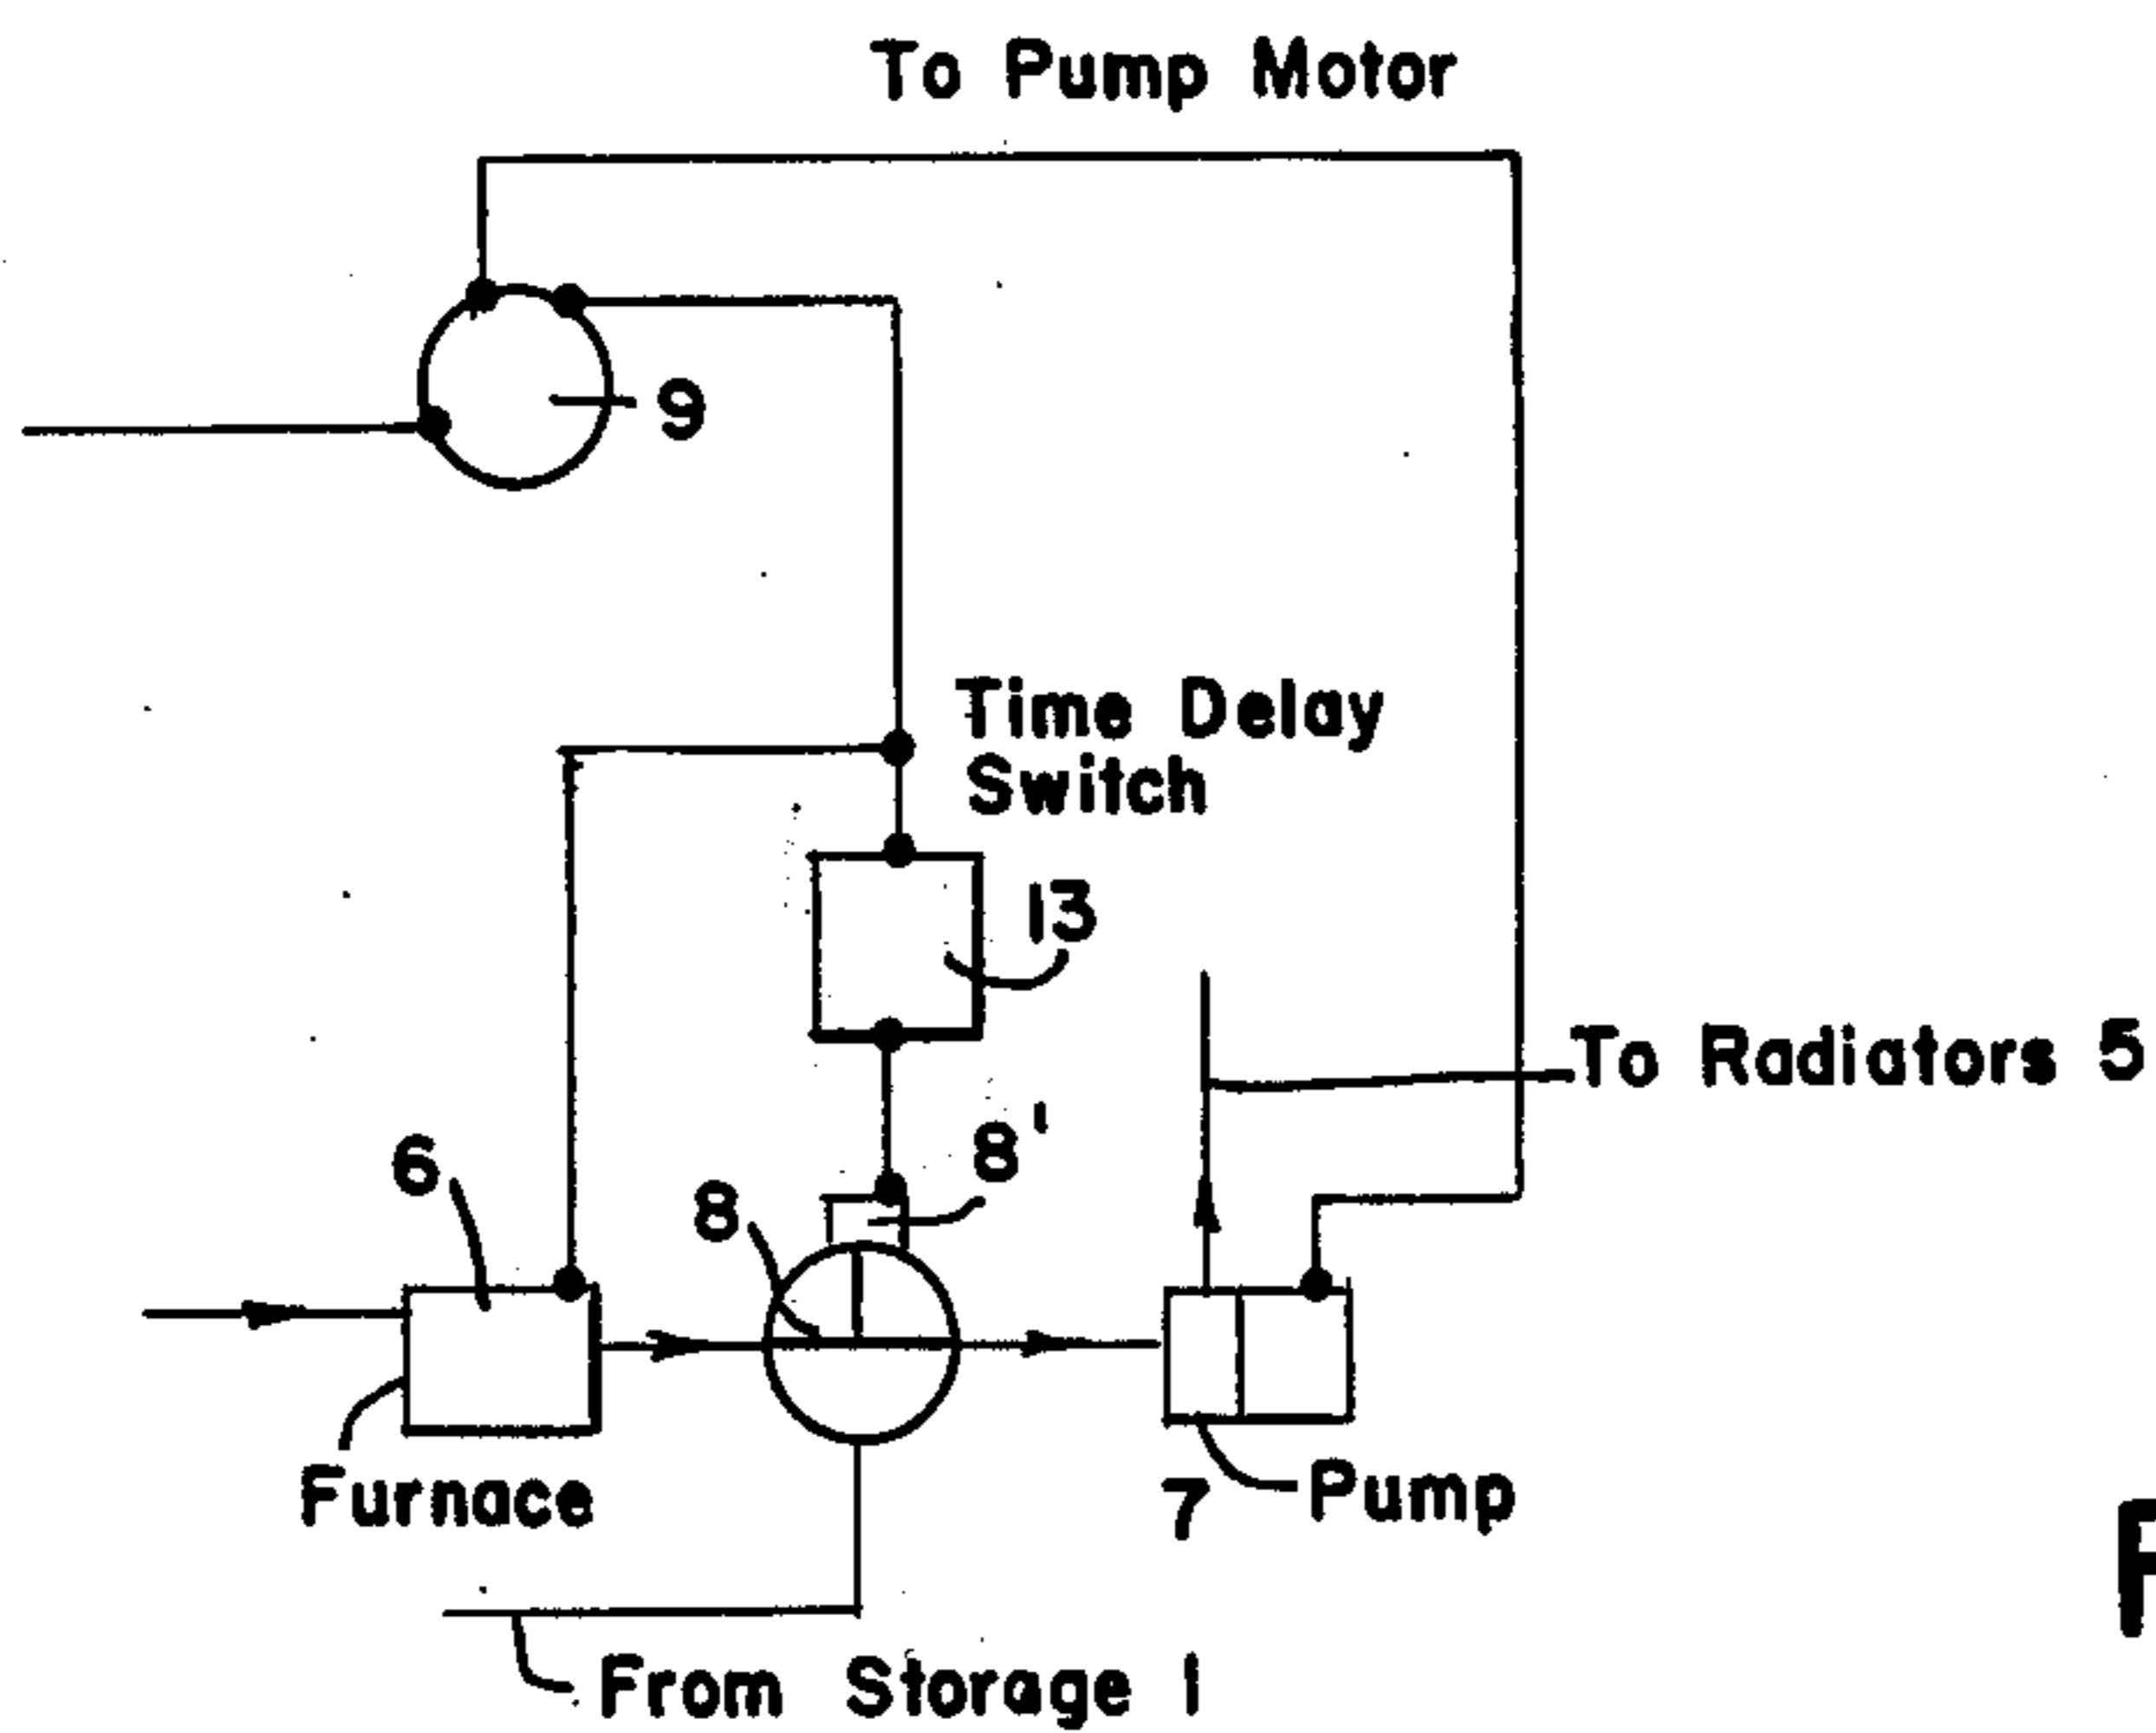 To Pump Motor
9
Time Delay
Switch
13
To Radiators 5
8'
6
8
Furnace
7
Pump
From Storage 1